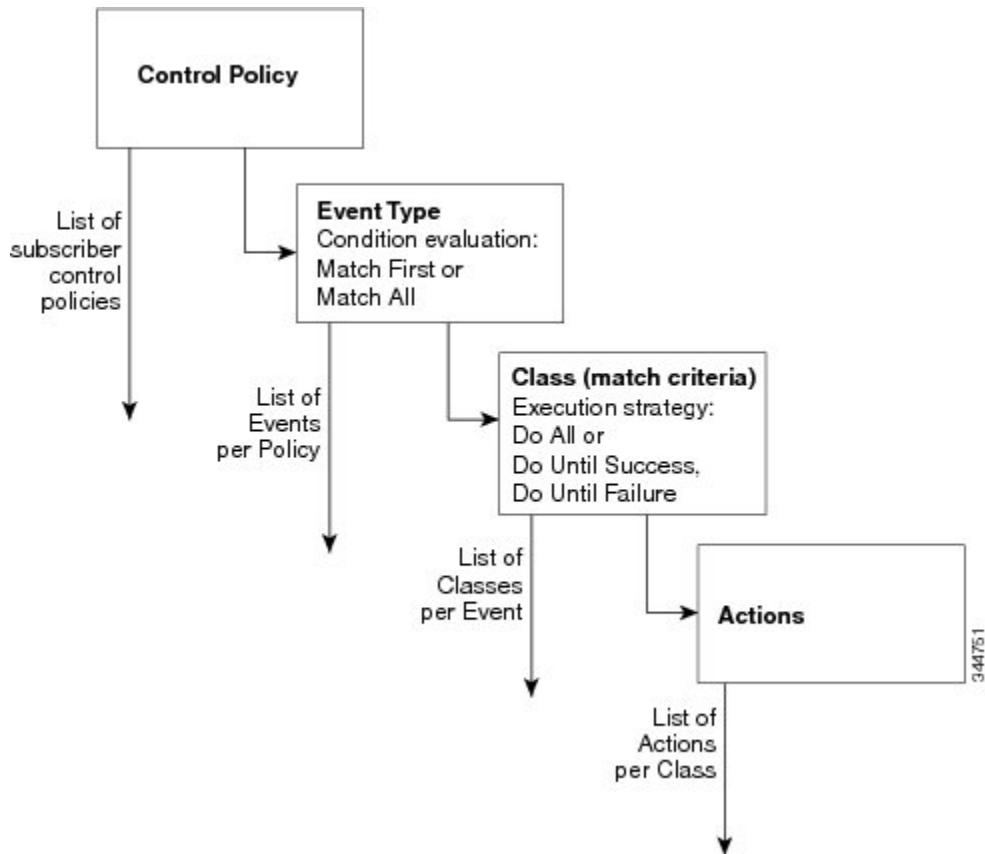 Control Policy
List of
subscriber
control
policies
Event Type
Condition evaluation:
Match First or
Match All
List of
Events
per Policy
Class (match criteria)
Execution strategy:
Do All or
Do Until Success,
Do Until Failure
List of
Classes
per Event
Actions
344751
List of
Actions
per Class